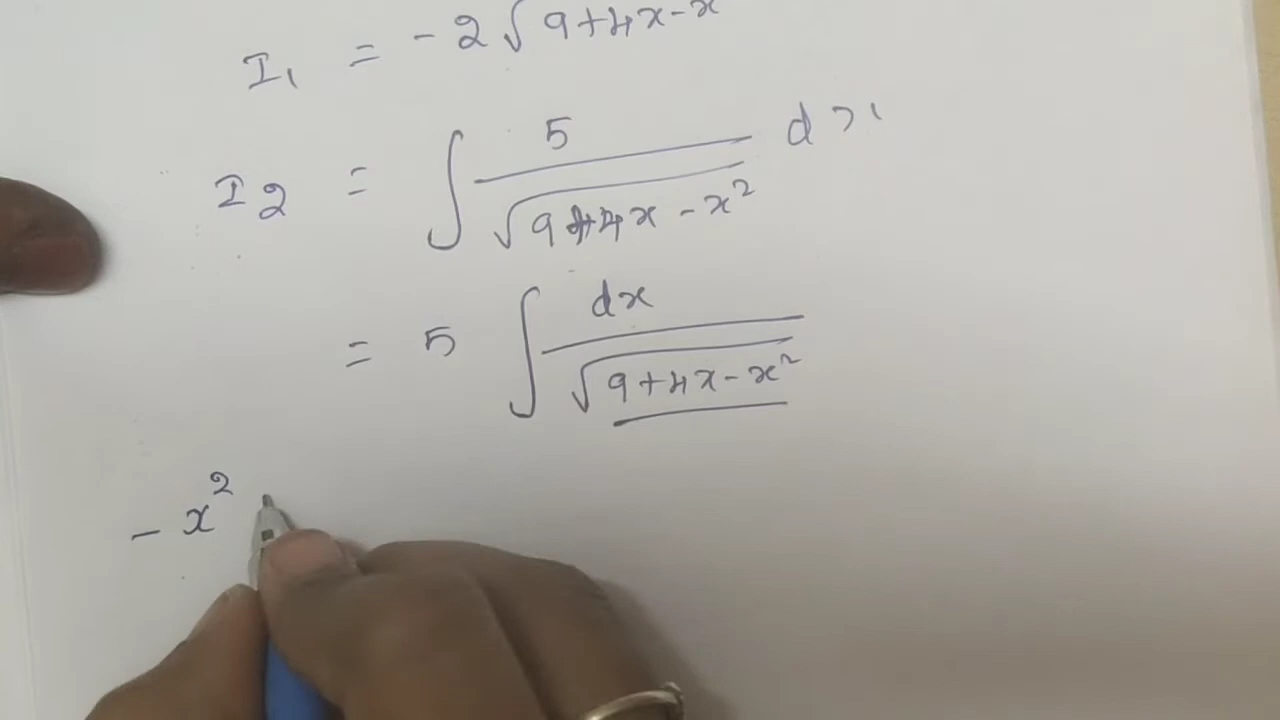 I₁ = -2√9+4x-x
I₂ = ∫ 5/√9+4x-x² dx
= 5 ∫ dx/√9+4x-x²
-x²